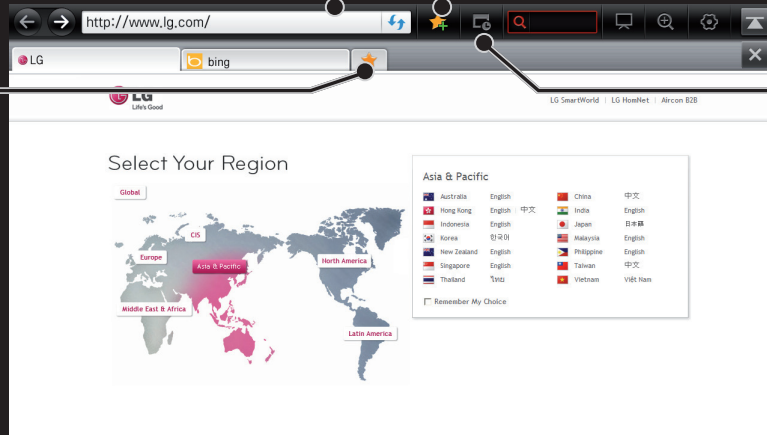 http://www.lg.com/
LG
bing
LG
Life's Good
LG SmartWorld | LG HomNet | Aircon B2B
Select Your Region
Global
CIS
Europe
Asia & Pacific
North America
Middle East & Africa
Latin America
Asia & Pacific
Australia English China 中文
Hong Kong English | 中文 India English
Indonesia English Japan 日本語
Korea 한국어 Malaysia English
New Zealand English Philippine English
Singapore English Taiwan 中文
Thailand ไทย Vietnam Việt Nam
Remember My Choice